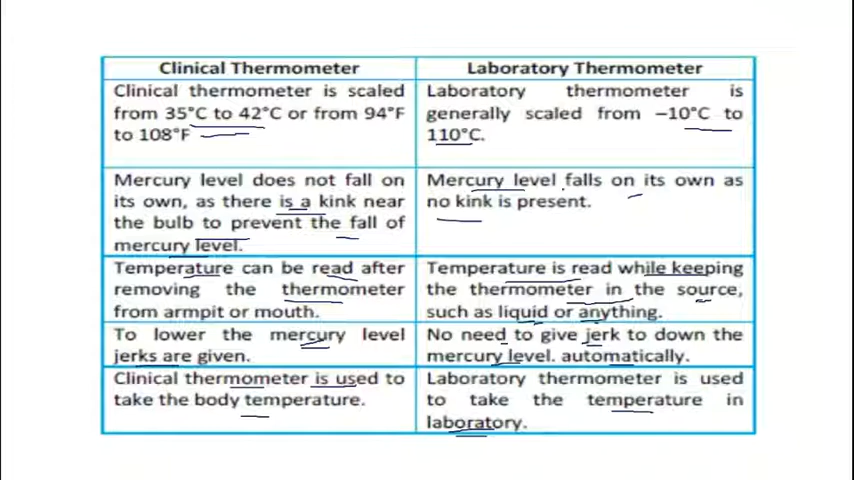 Clinical Thermometer
Laboratory Thermometer
Clinical thermometer is scaled
from 35°C to 42°C or from 94°F
to 108°F
Laboratory thermometer is
generally scaled from −10°C to
110°C.
Mercury level does not fall on
its own, as there is a kink near
the bulb to prevent the fall of
mercury level.
Mercury level falls on its own as
no kink is present.
Temperature can be read after
removing the thermometer
from armpit or mouth.
Temperature is read while keeping
the thermometer in the source,
such as liquid or anything.
To lower the mercury level
jerks are given.
No need to give jerk to down the
mercury level. automatically.
Clinical thermometer is used to
take the body temperature.
Laboratory thermometer is used
to take the temperature in
laboratory.